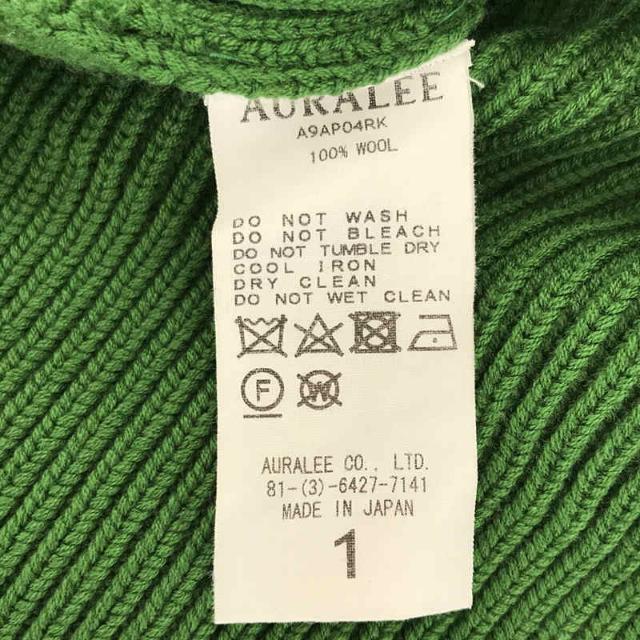 AURALEE
A9AP04RK
100% WOOL
DO NOT WASH
DO NOT BLEACH
DO NOT TUMBLE DRY
COOL IRON
DRY CLEAN
DO NOT WET CLEAN
F W
AURALEE CO., LTD.
81-(3)-6427-7141
MADE IN JAPAN
1